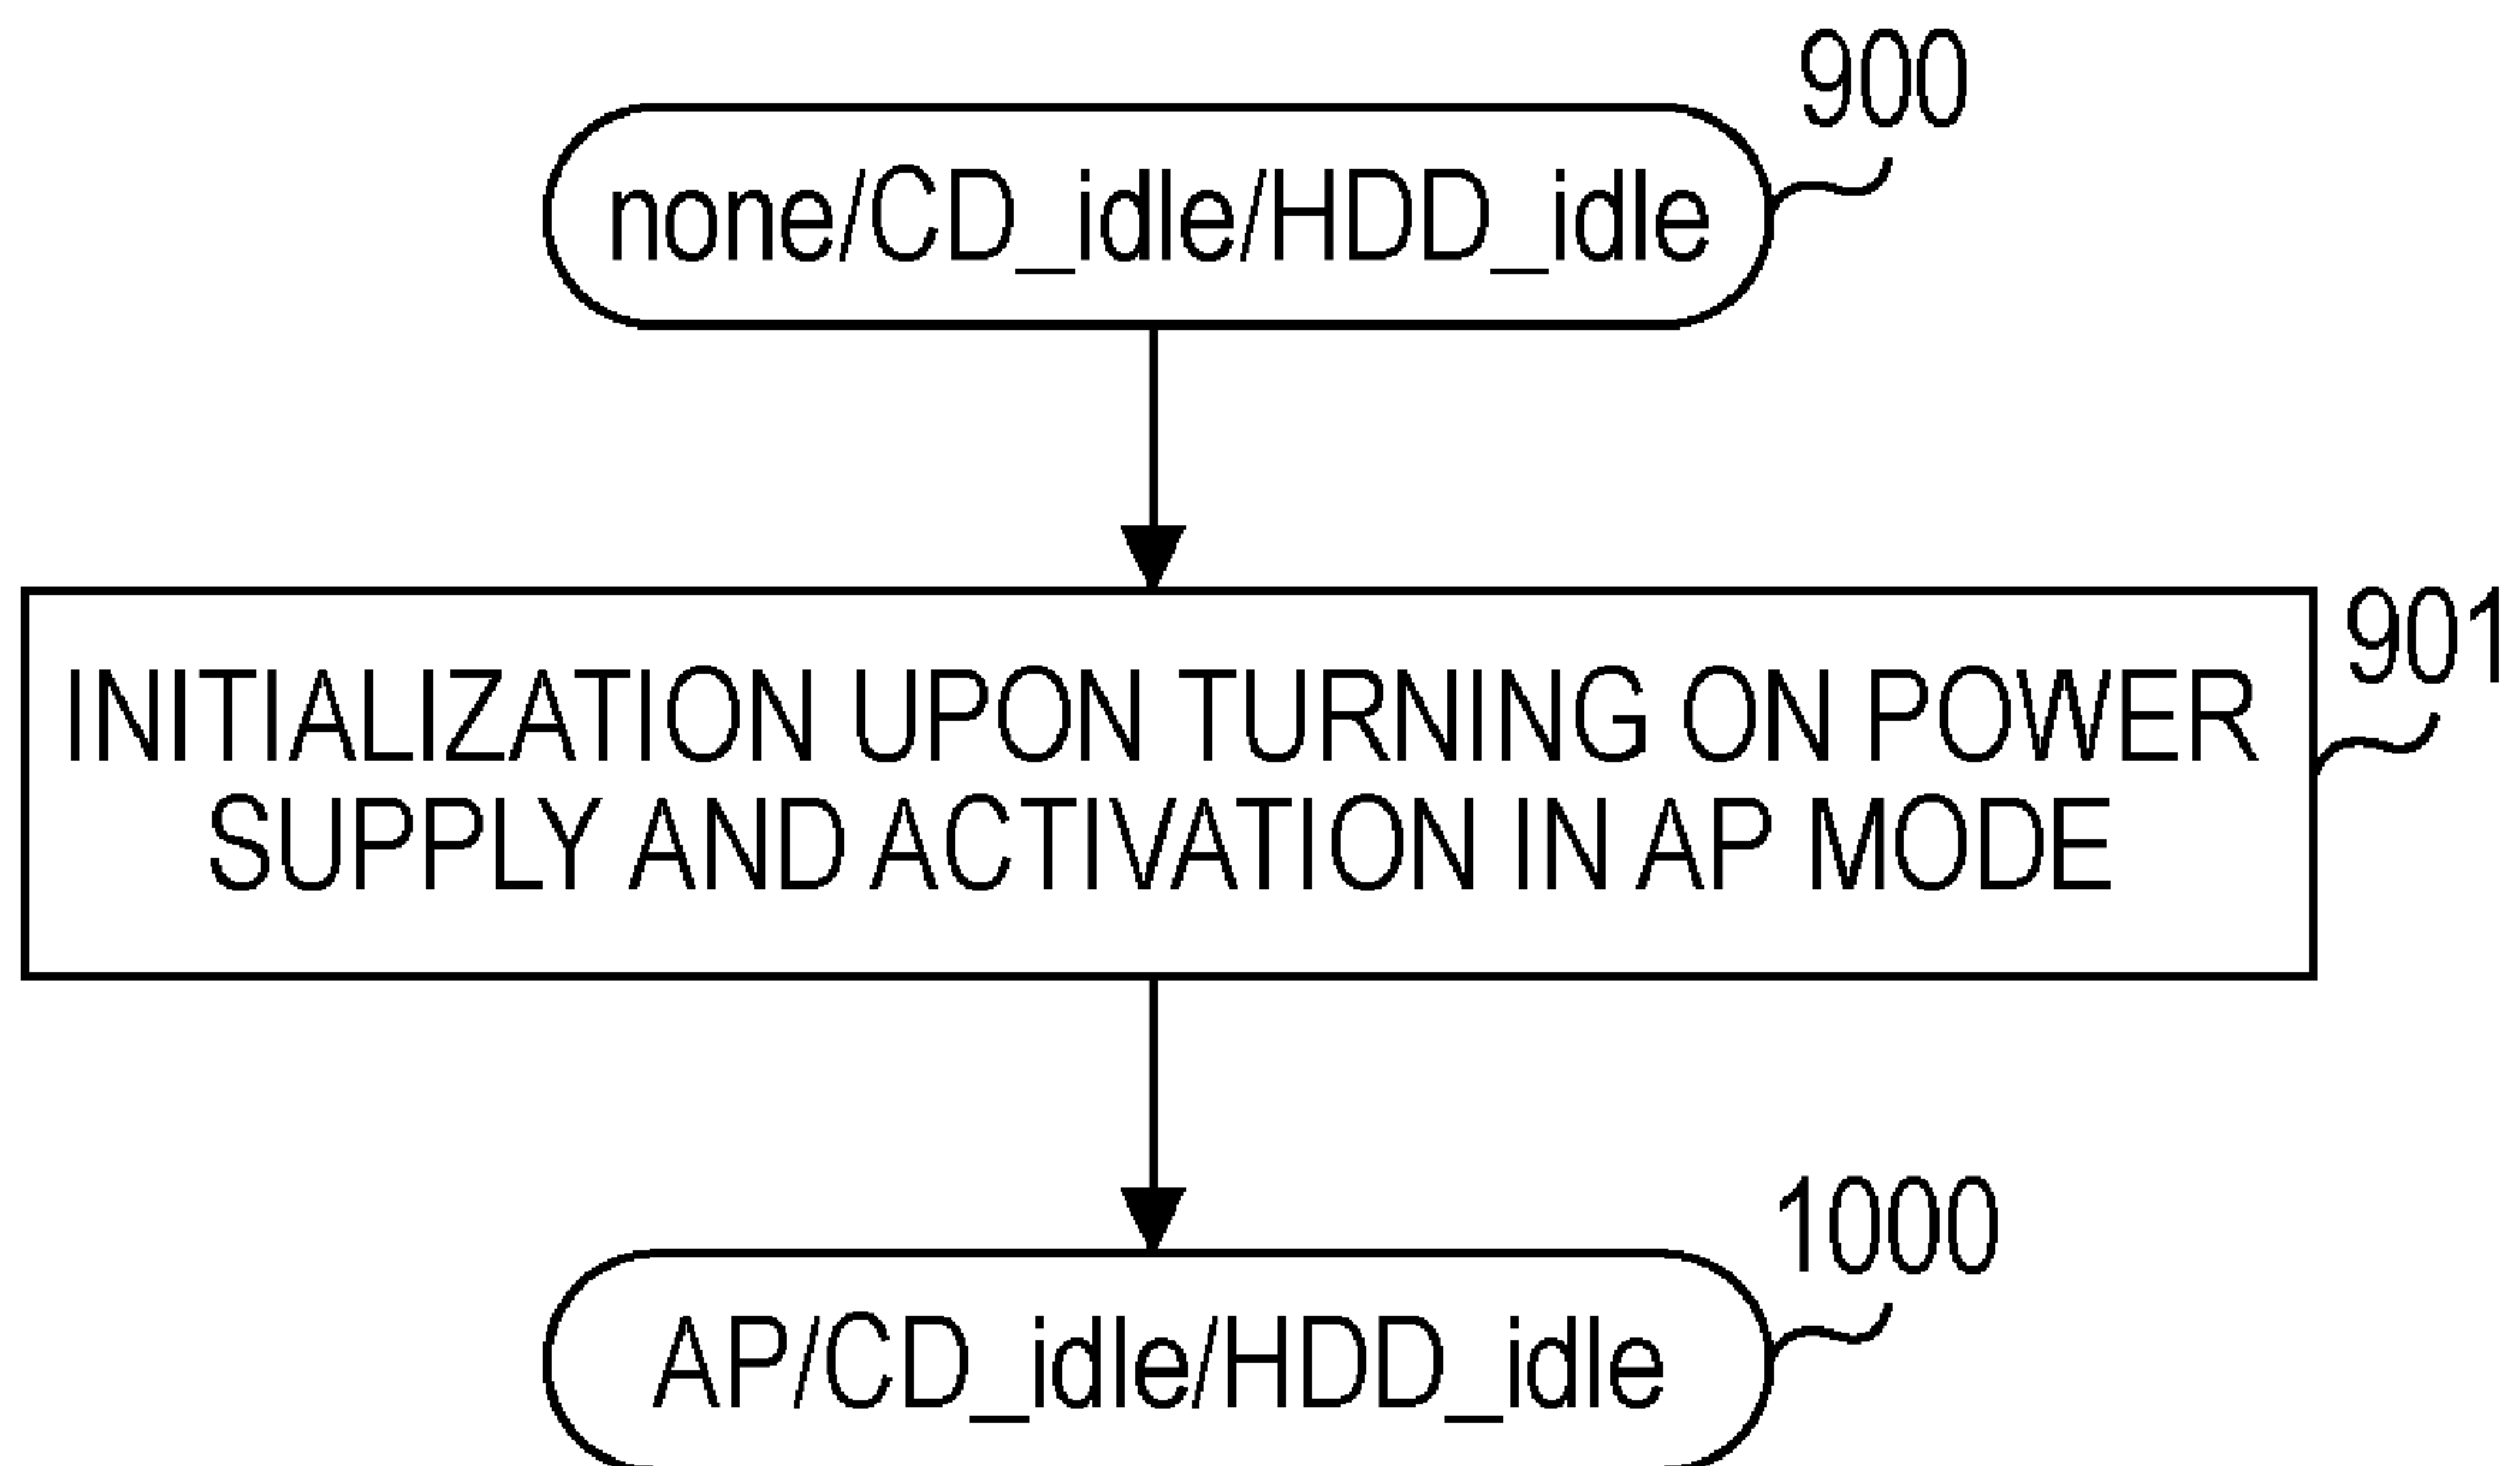 900
none/CD_idle/HDD_idle
901
INITIALIZATION UPON TURNING ON POWER
SUPPLY AND ACTIVATION IN AP MODE
1000
AP/CD_idle/HDD_idle